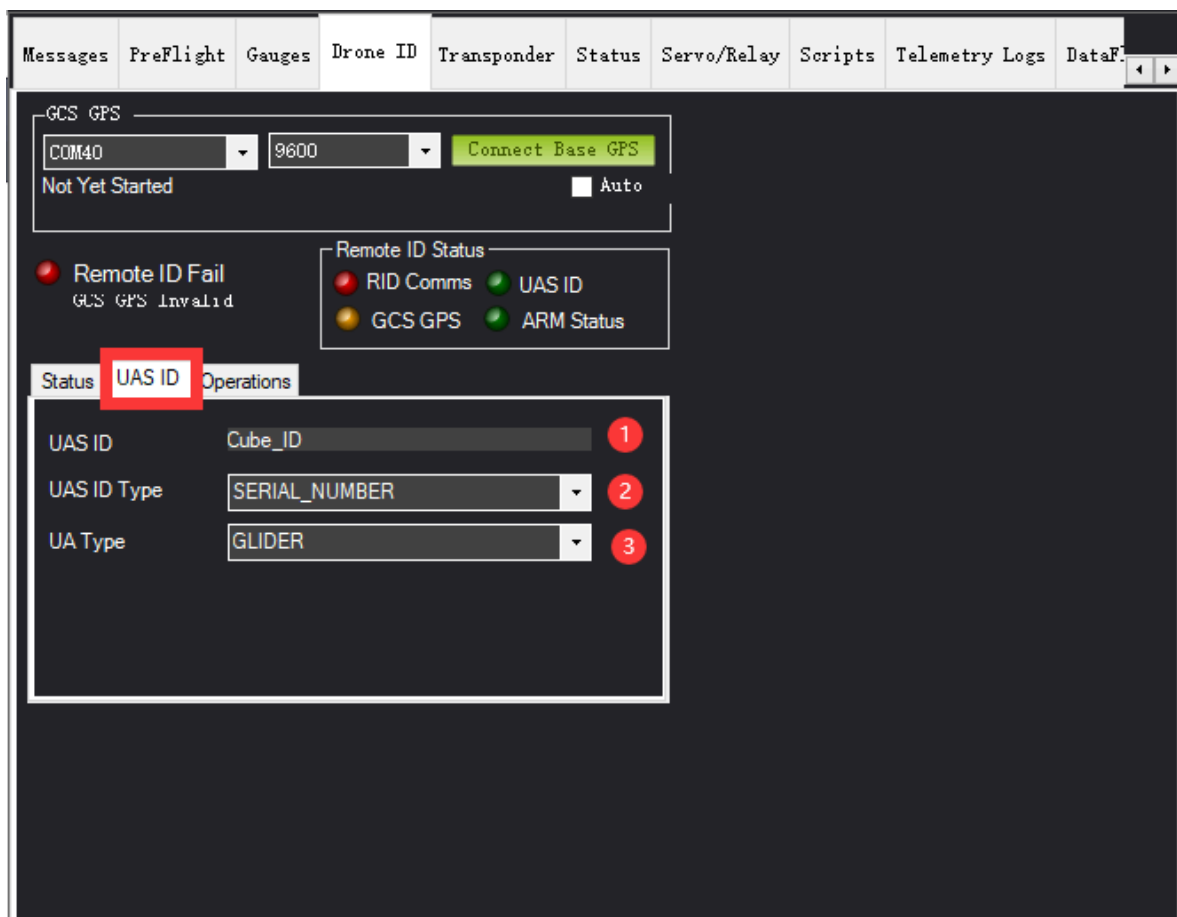 Messages PreFlight Gauges Drone ID Transponder Status Servo/Relay Scripts Telemetry Logs DataF
GCS GPS
COM40 9600 Connect Base GPS
Not Yet Started Auto
Remote ID Status
Remote ID Fail RID Comms UAS ID
GCS GPS Invalid
GCS GPS ARM Status
Status UAS ID Operations
UAS ID Cube_ID 1
UAS ID Type SERIAL_NUMBER 2
UA Type GLIDER 3